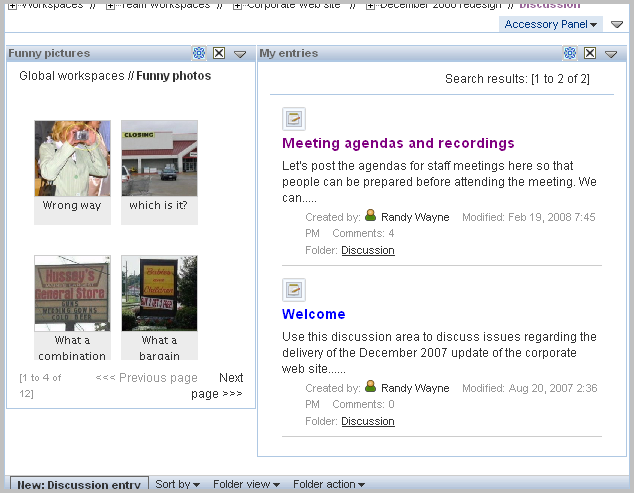 Workspaces // Team workspaces // Corporate web site // December 2006 redesign // Discussion
Accessory Panel
Funny pictures
Global workspaces // Funny photos
CLOSING
Wrong way
which is it?
Hussey's
General Store
GUNS
WEDDING GOWNS
COLD BEER
What a
combination
What a
bargain
[1 to 4 of
12]
<<< Previous page
Next
page >>>
My entries
Search results: [1 to 2 of 2]
Meeting agendas and recordings
Let's post the agendas for staff meetings here so that
people can be prepared before attending the meeting. We
can.....
Created by: Randy Wayne Modified: Feb 19, 2008 7:45
PM Comments: 4
Folder: Discussion
Welcome
Use this discussion area to discuss issues regarding the
delivery of the December 2007 update of the corporate
web site......
Created by: Randy Wayne Modified: Aug 20, 2007 2:36
PM Comments: 0
Folder: Discussion
New: Discussion entry Sort by Folder view Folder action